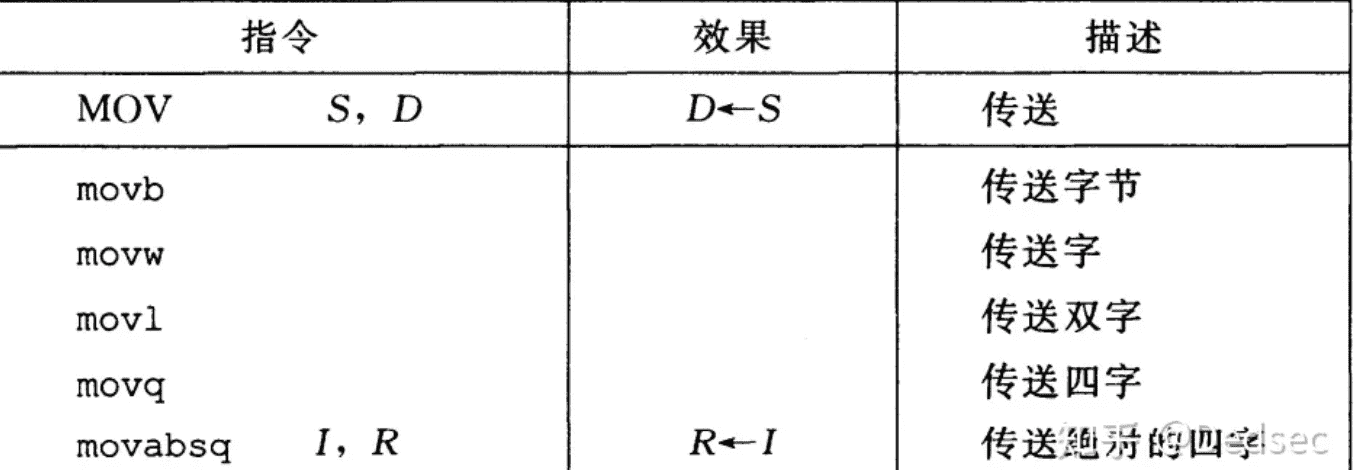 指令 效果 描述
MOV S, D D←S 传送
movb 传送字节
movw 传送字
movl 传送双字
movq 传送四字
movabsq I, R R←I 传送绝对的四字
知乎 @Dedsec